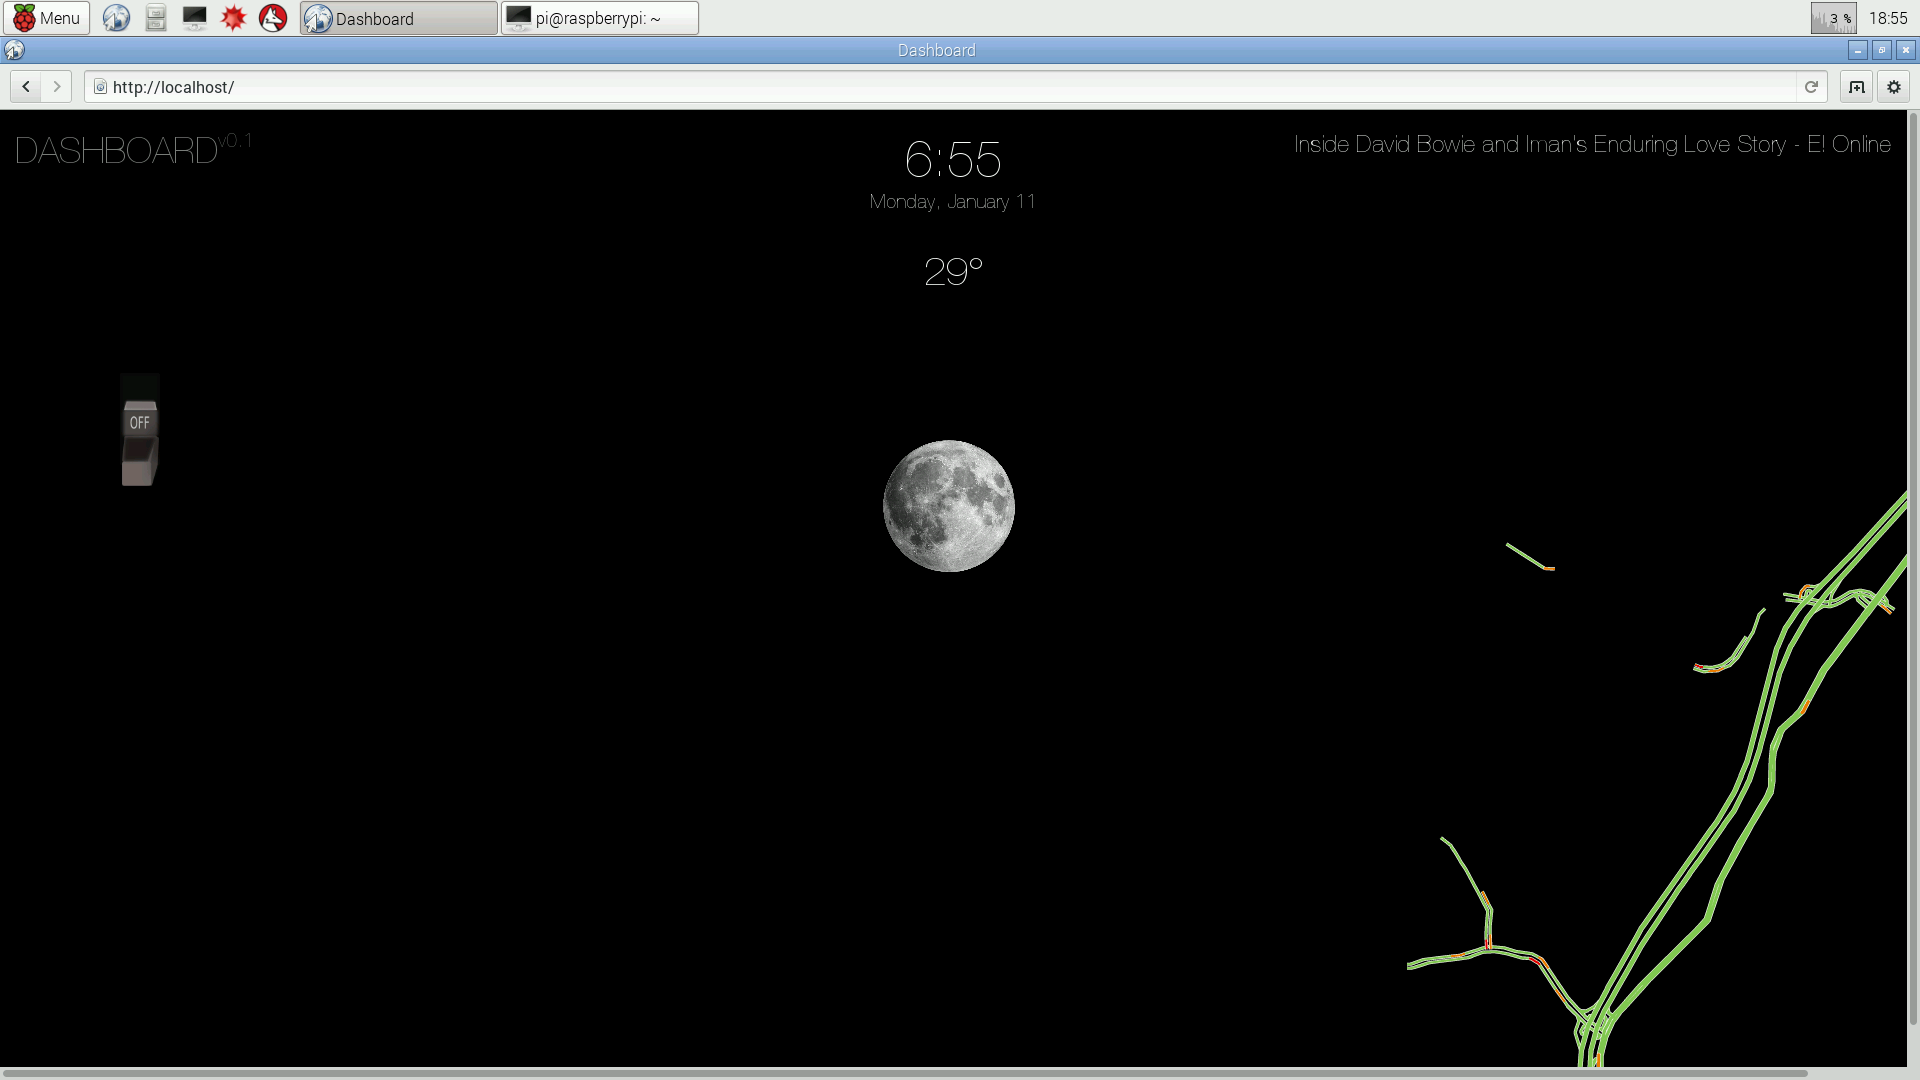 Menu
Dashboard
pi@raspberrypi: ~
3 %
18:55
Dashboard
http://localhost/
DASHBOARD v0.1
6:55
Monday, January 11
29°
Inside David Bowie and Iman's Enduring Love Story - E! Online
OFF